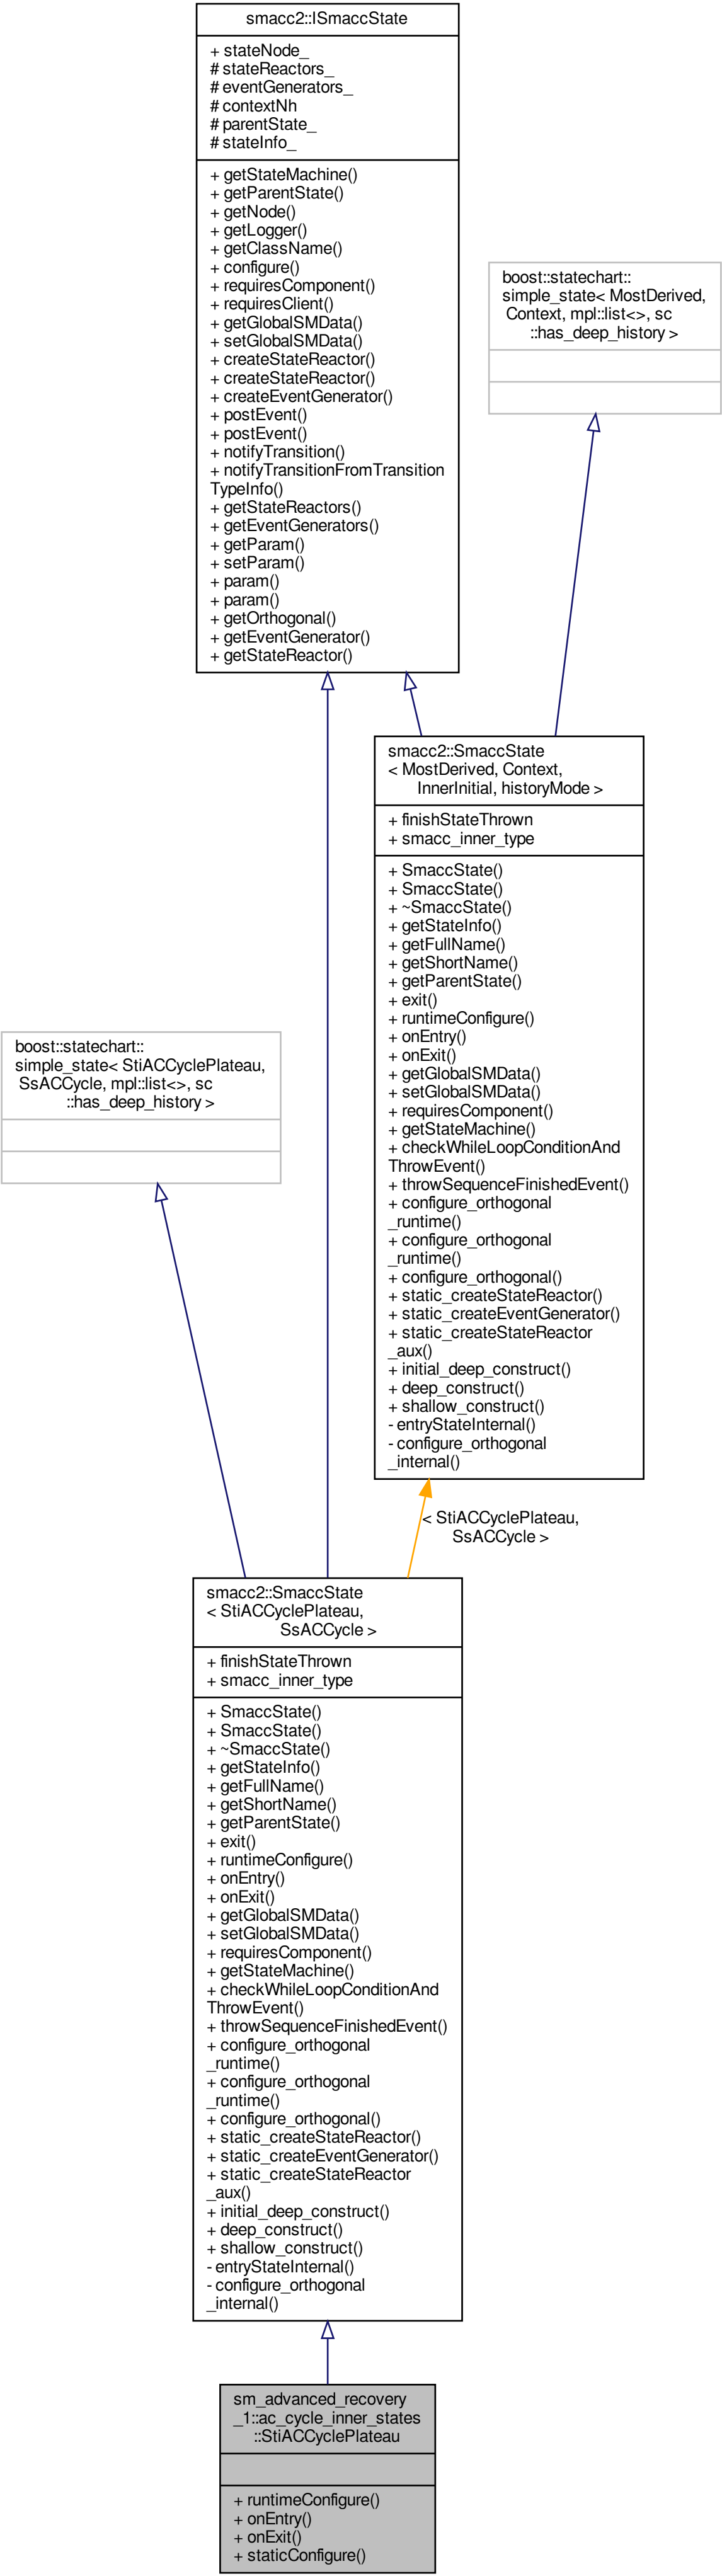 smacc2::ISmaccState
+ stateNode_
# stateReactors_
# eventGenerators_
# contextNh
# parentState_
# stateInfo_
+ getStateMachine()
+ getParentState()
+ getNode()
+ getLogger()
+ getClassName()
+ configure()
+ requiresComponent()
+ requiresClient()
+ getGlobalSMData()
+ setGlobalSMData()
+ createStateReactor()
+ createStateReactor()
+ createEventGenerator()
+ postEvent()
+ postEvent()
+ notifyTransition()
+ notifyTransitionFromTransition
TypeInfo()
+ getStateReactors()
+ getEventGenerators()
+ getParam()
+ setParam()
+ param()
+ param()
+ getOrthogonal()
+ getEventGenerator()
+ getStateReactor()
boost::statechart::
simple_state< MostDerived,
Context, mpl::list<>, sc
::has_deep_history >
smacc2::SmaccState
< MostDerived, Context,
InnerInitial, historyMode >
+ finishStateThrown
+ smacc_inner_type
+ SmaccState()
+ SmaccState()
+ ~SmaccState()
+ getStateInfo()
+ getFullName()
+ getShortName()
+ getParentState()
+ exit()
+ runtimeConfigure()
+ onEntry()
+ onExit()
+ getGlobalSMData()
+ setGlobalSMData()
+ requiresComponent()
+ getStateMachine()
+ checkWhileLoopConditionAnd
ThrowEvent()
+ throwSequenceFinishedEvent()
+ configure_orthogonal
_runtime()
+ configure_orthogonal
_runtime()
+ configure_orthogonal()
+ static_createStateReactor()
+ static_createEventGenerator()
+ static_createStateReactor
_aux()
+ initial_deep_construct()
+ deep_construct()
+ shallow_construct()
- entryStateInternal()
- configure_orthogonal
_internal()
boost::statechart::
simple_state< StiACCyclePlateau,
SsACCycle, mpl::list<>, sc
::has_deep_history >
< StiACCyclePlateau,
SsACCycle >
smacc2::SmaccState
< StiACCyclePlateau,
SsACCycle >
+ finishStateThrown
+ smacc_inner_type
+ SmaccState()
+ SmaccState()
+ ~SmaccState()
+ getStateInfo()
+ getFullName()
+ getShortName()
+ getParentState()
+ exit()
+ runtimeConfigure()
+ onEntry()
+ onExit()
+ getGlobalSMData()
+ setGlobalSMData()
+ requiresComponent()
+ getStateMachine()
+ checkWhileLoopConditionAnd
ThrowEvent()
+ throwSequenceFinishedEvent()
+ configure_orthogonal
_runtime()
+ configure_orthogonal
_runtime()
+ configure_orthogonal()
+ static_createStateReactor()
+ static_createEventGenerator()
+ static_createStateReactor
_aux()
+ initial_deep_construct()
+ deep_construct()
+ shallow_construct()
- entryStateInternal()
- configure_orthogonal
_internal()
sm_advanced_recovery
_1::ac_cycle_inner_states
::StiACCyclePlateau
+ runtimeConfigure()
+ onEntry()
+ onExit()
+ staticConfigure()